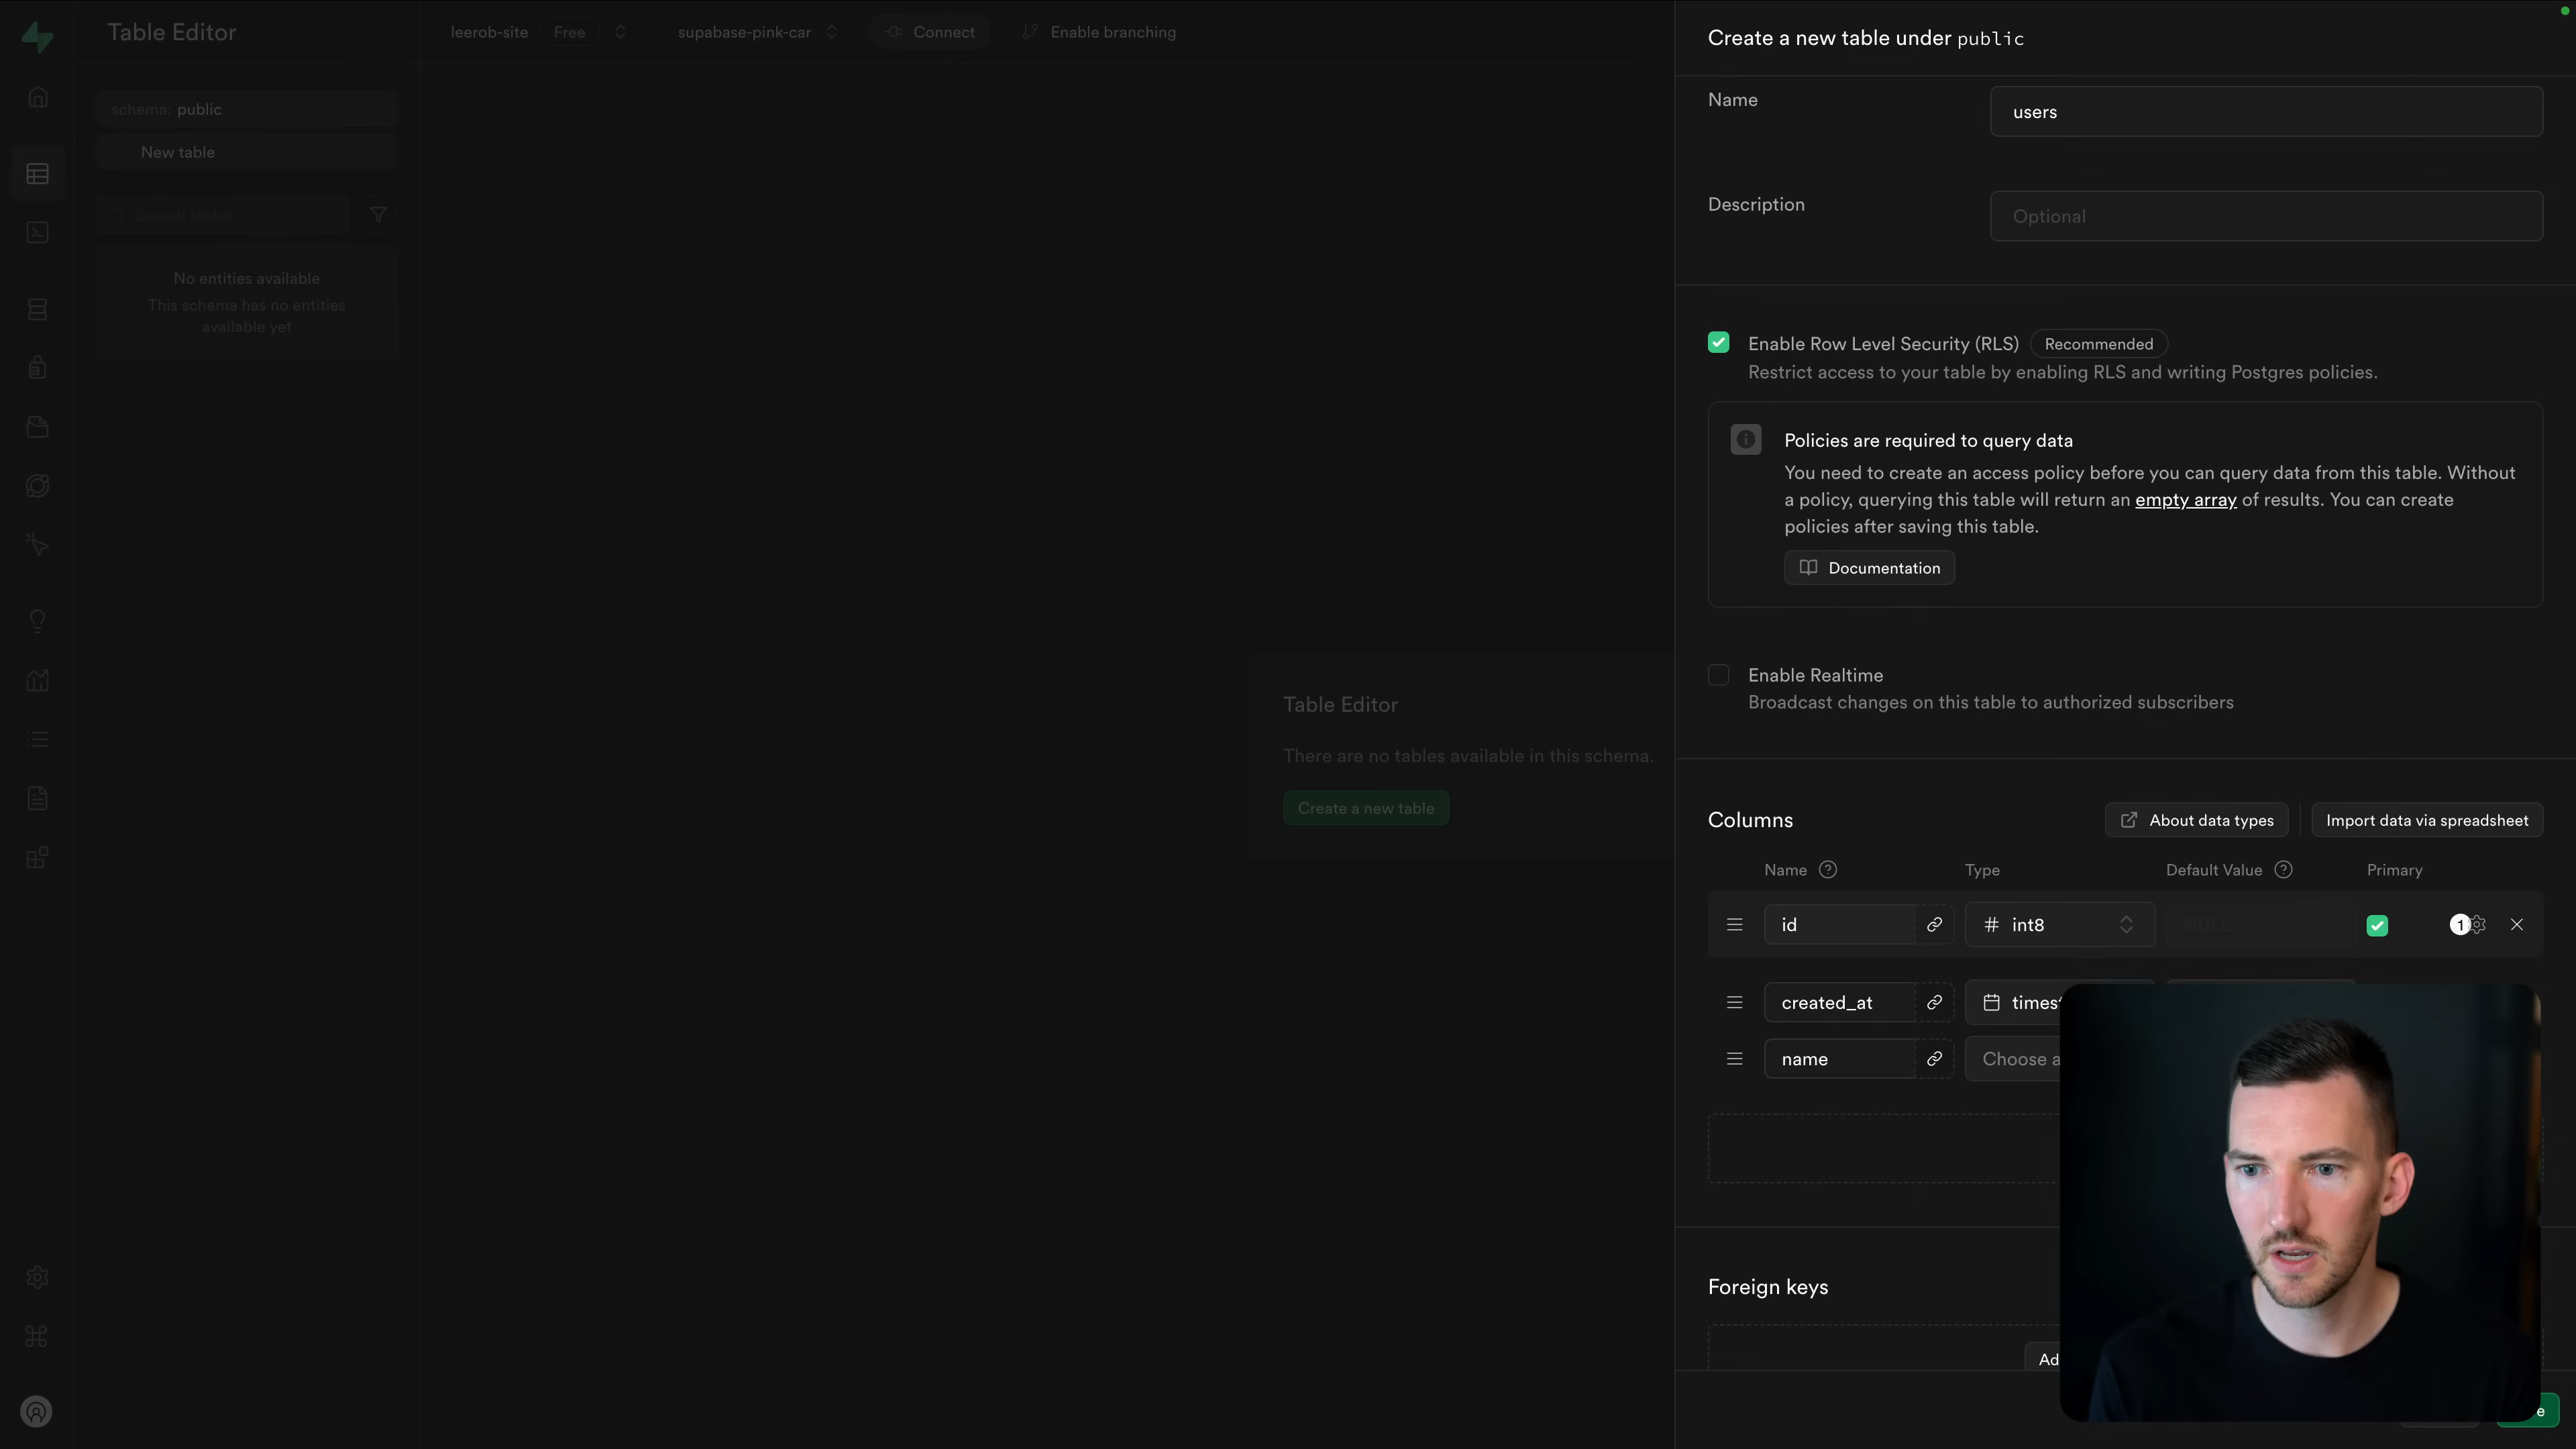 Table Editor
leerob-site
Free
supabase-pink-car
Connect
Enable branching
schema: public
New table
Search tables...
No entities available
This schema has no entities
available yet
Table Editor
There are no tables available in this schema.
Create a new table
Create a new table under public
Name
users
Description
Optional
Enable Row Level Security (RLS)
Recommended
Restrict access to your table by enabling RLS and writing Postgres policies.
Policies are required to query data
You need to create an access policy before you can query data from this table. Without
a policy, querying this table will return an empty array of results. You can create
policies after saving this table.
Documentation
Enable Realtime
Broadcast changes on this table to authorized subscribers
Columns
About data types
Import data via spreadsheet
Name
Type
Default Value
Primary
id
int8
NULL
1
created_at
times
name
Choose a
Foreign keys
Ad
e